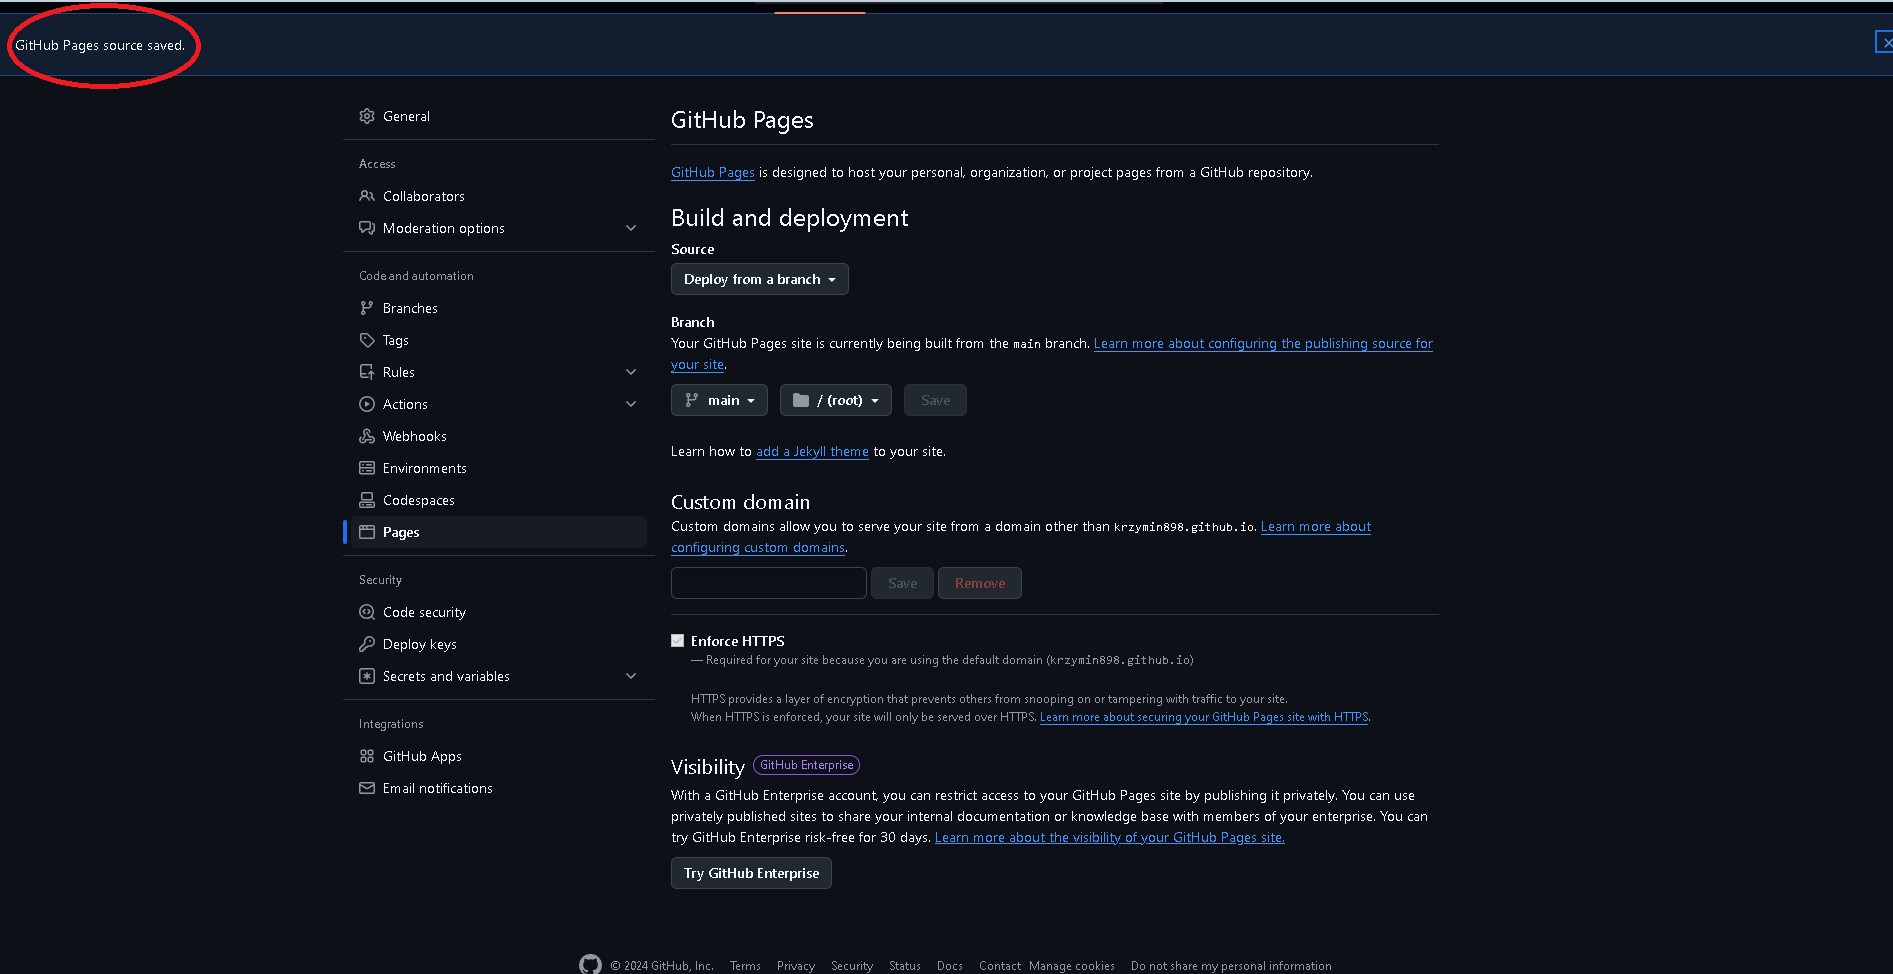 GitHub Pages source saved.
General
Access
Collaborators
Moderation options
Code and automation
Branches
Tags
Rules
Actions
Webhooks
Environments
Codespaces
Pages
Security
Code security
Deploy keys
Secrets and variables
Integrations
GitHub Apps
Email notifications
GitHub Pages
GitHub Pages is designed to host your personal, organization, or project pages from a GitHub repository.
Build and deployment
Source
Deploy from a branch
Branch
Your GitHub Pages site is currently being built from the main branch. Learn more about configuring the publishing source for
your site.
main / (root) Save
Learn how to add a Jekyll theme to your site.
Custom domain
Custom domains allow you to serve your site from a domain other than krzymin898.github.io. Learn more about
configuring custom domains.
Save Remove
Enforce HTTPS
— Required for your site because you are using the default domain (krzymin898.github.io)
HTTPS provides a layer of encryption that prevents others from snooping on or tampering with traffic to your site.
When HTTPS is enforced, your site will only be served over HTTPS. Learn more about securing your GitHub Pages site with HTTPS.
Visibility GitHub Enterprise
With a GitHub Enterprise account, you can restrict access to your GitHub Pages site by publishing it privately. You can use
privately published sites to share your internal documentation or knowledge base with members of your enterprise. You can
try GitHub Enterprise risk-free for 30 days. Learn more about the visibility of your GitHub Pages site.
Try GitHub Enterprise
© 2024 GitHub, Inc. Terms Privacy Security Status Docs Contact Manage cookies Do not share my personal information